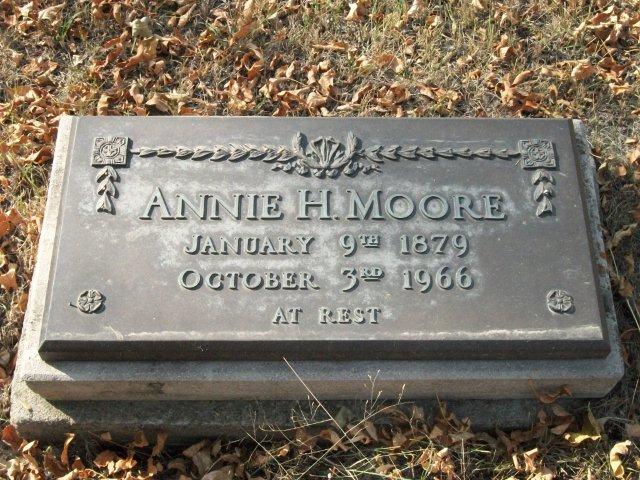 ANNIE H. MOORE
JANUARY 9TH 1879
OCTOBER 3RD 1966
AT REST